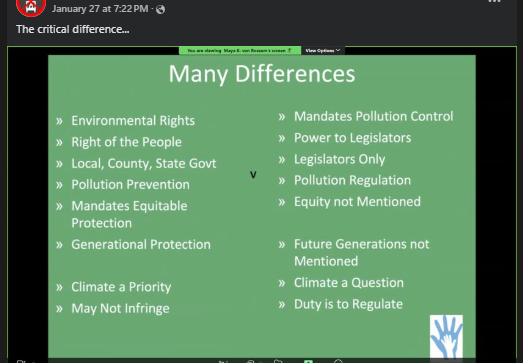 January 27 at 7:22 PM ·
The critical difference...
You are viewing Maya K. van Rossum's screen
View Options
Many Differences
» Environmental Rights
» Right of the People
» Local, County, State Govt
» Pollution Prevention
» Mandates Equitable
Protection
» Generational Protection
» Climate a Priority
» May Not Infringe
v
» Mandates Pollution Control
» Power to Legislators
» Legislators Only
» Pollution Regulation
» Equity not Mentioned
» Future Generations not
Mentioned
» Climate a Question
» Duty is to Regulate